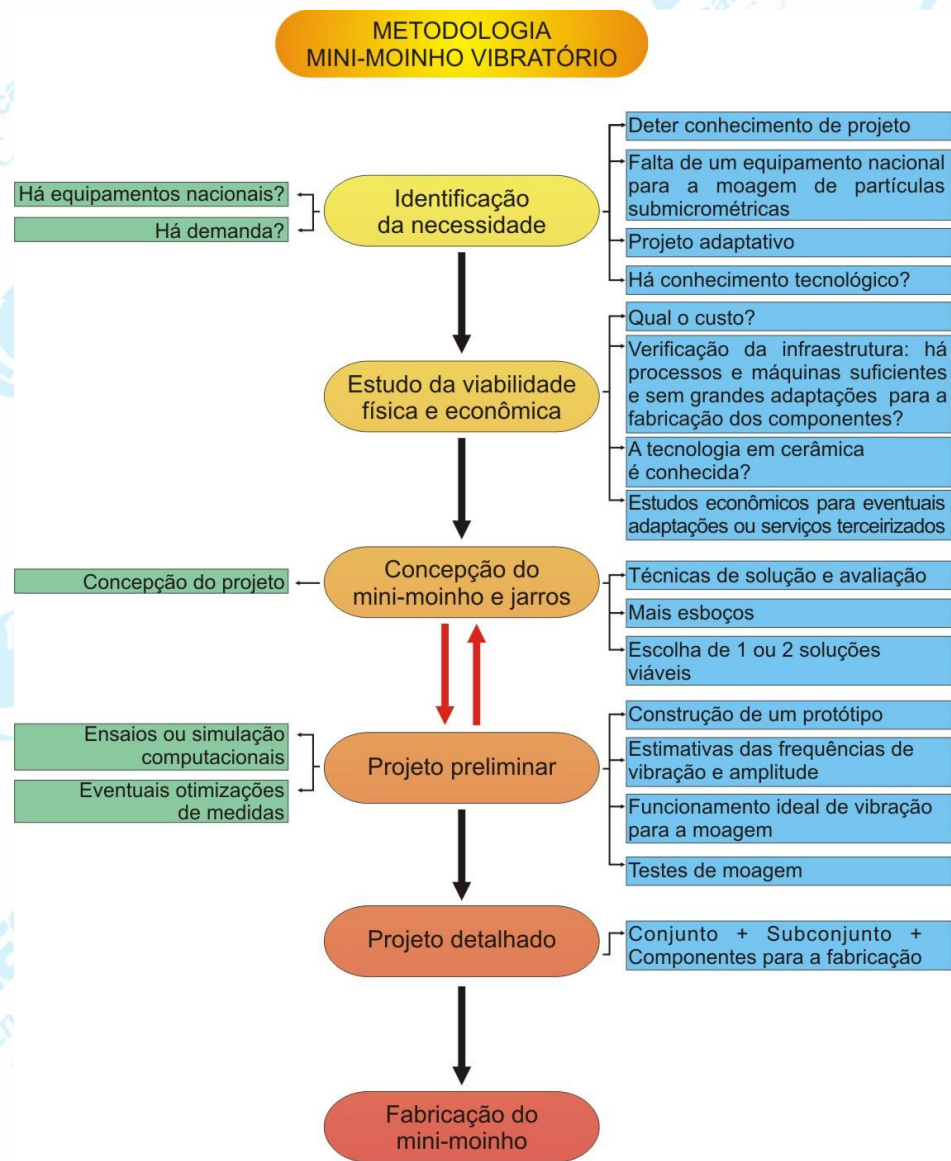 METODOLOGIA
MINI-MOINHO VIBRATÓRIO
Há equipamentos nacionais?
Há demanda?
Identificação
da necessidade
Deter conhecimento de projeto
Falta de um equipamento nacional
para a moagem de partículas
submicrométricas
Projeto adaptativo
Há conhecimento tecnológico?
Estudo da viabilidade
física e econômica
Qual o custo?
Verificação da infraestrutura: há
processos e máquinas suficientes
e sem grandes adaptações para a
fabricação dos componentes?
A tecnologia em cerâmica
é conhecida?
Estudos econômicos para eventuais
adaptações ou serviços terceirizados
Concepção do projeto
Concepção do
mini-moinho e jarros
Técnicas de solução e avaliação
Mais esboços
Escolha de 1 ou 2 soluções
viáveis
Ensaios ou simulação
computacionais
Eventuais otimizações
de medidas
Projeto preliminar
Construção de um protótipo
Estimativas das frequências de
vibração e amplitude
Funcionamento ideal de vibração
para a moagem
Testes de moagem
Projeto detalhado
Conjunto + Subconjunto +
Componentes para a fabricação
Fabricação do
mini-moinho